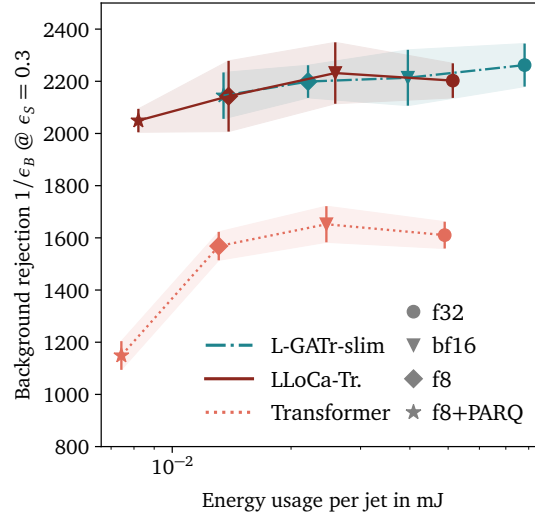 2400
2200
2000
1800
1600
1400
1200
1000
800
Background rejection 1/ϵ_B @ ϵ_S = 0.3
L-GATr-slim
LLoCa-Tr.
Transformer
f32
bf16
f8
f8+PARQ
10⁻²
Energy usage per jet in mJ